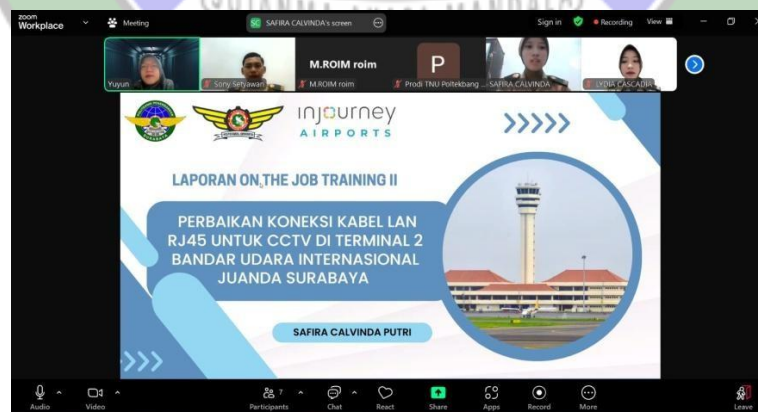 zoom
Workplace
Meeting
SC SAFIRA CALVINDA's screen
Sign in
Recording
View
Yuyun
Sony Setyawan
M.ROIM roim
M.ROIM roim
P
Prodi TNU Poltekbang ...
SAFIRA CALVINDA
LYDIA CASCADIA
injourney
AIRPORTS
LAPORAN ON THE JOB TRAINING II
PERBAIKAN KONEKSI KABEL LAN
RJ45 UNTUK CCTV DI TERMINAL 2
BANDAR UDARA INTERNASIONAL
JUANDA SURABAYA
SAFIRA CALVINDA PUTRI
Audio
Video
7
Participants
Chat
React
Share
Apps
Record
More
Leave